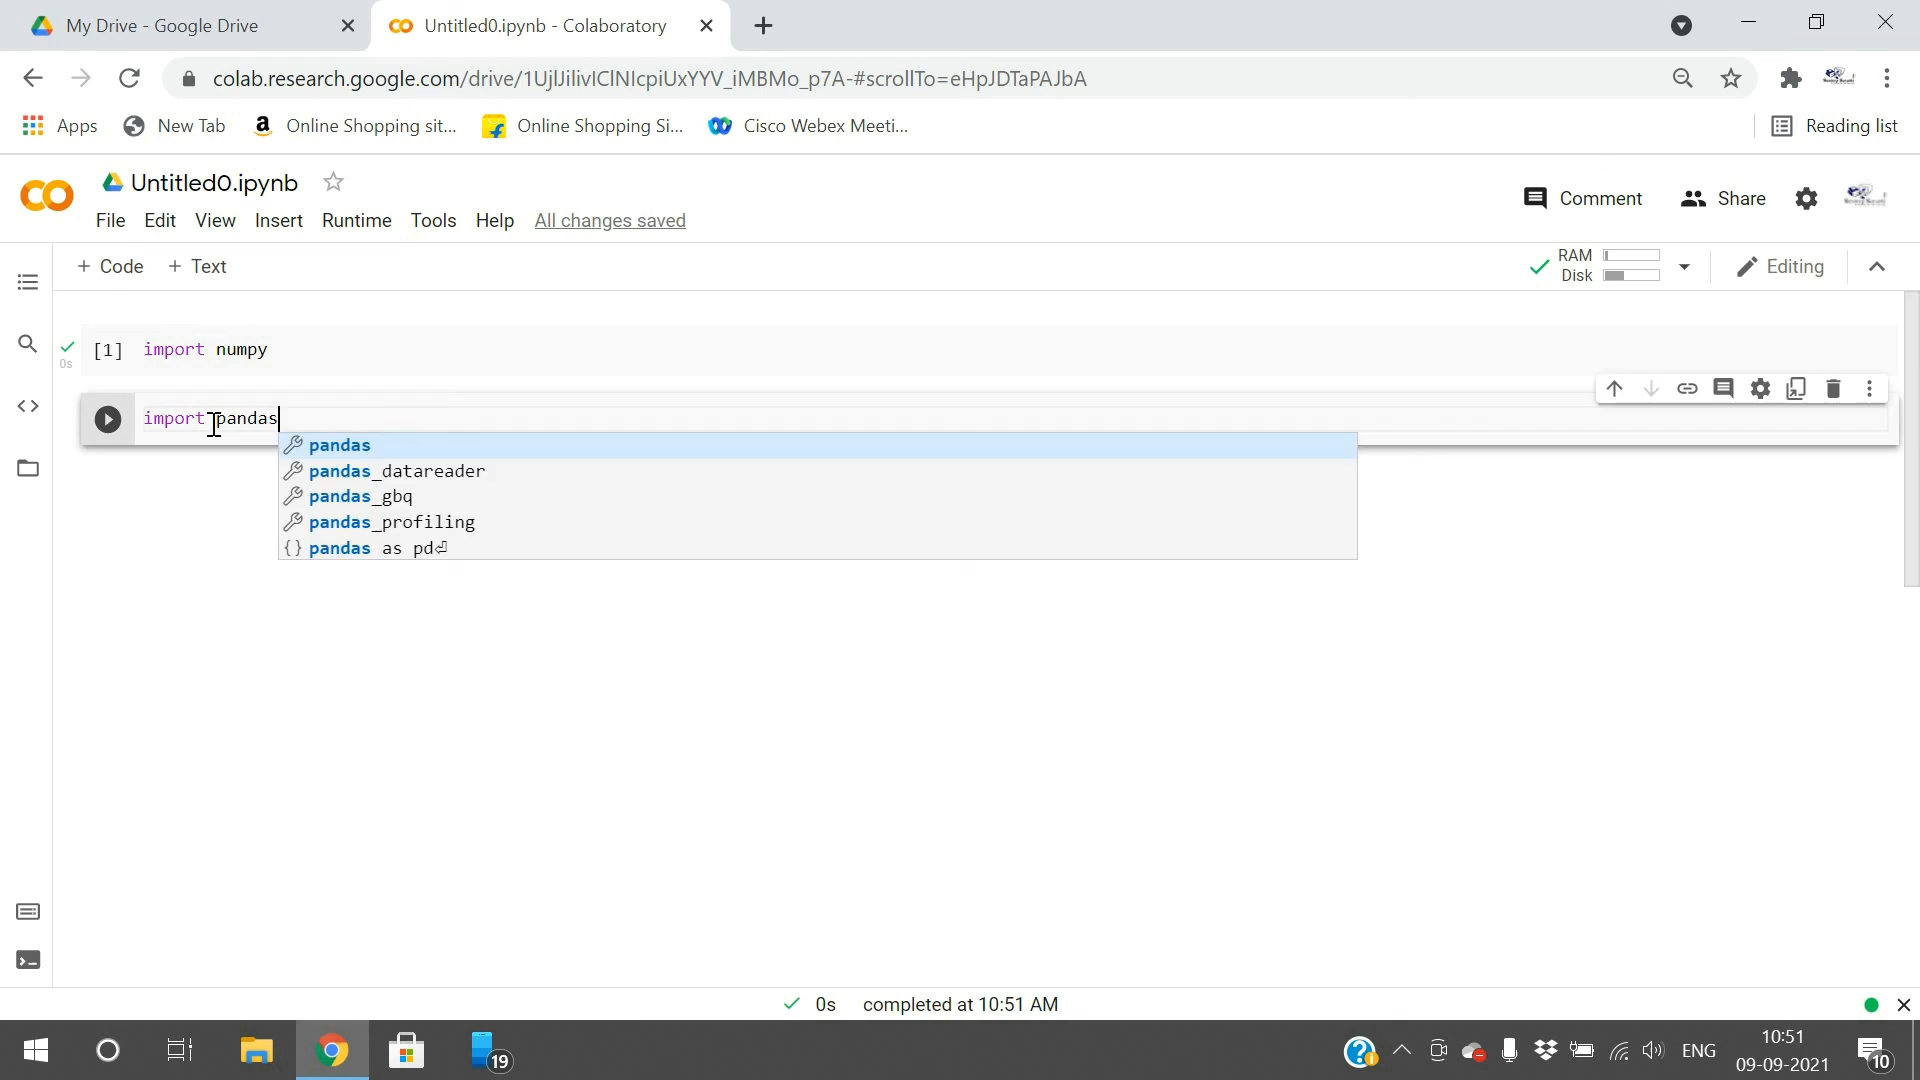 My Drive - Google Drive
Untitled0.ipynb - Colaboratory
colab.research.google.com/drive/1UjlJilivIClNIcpiUxYYV_iMBMo_p7A-#scrollTo=eHpJDTaPAJbA
Apps
New Tab
Online Shopping sit...
Online Shopping Si...
Cisco Webex Meeti...
Reading list
Untitled0.ipynb
File Edit View Insert Runtime Tools Help All changes saved
Comment
Share
+ Code + Text
RAM
Disk
Editing
[1] import numpy
0s
import pandas
pandas
pandas_datareader
pandas_gbq
pandas_profiling
{} pandas as pd
0s completed at 10:51 AM
19
ENG
10:51
09-09-2021
10